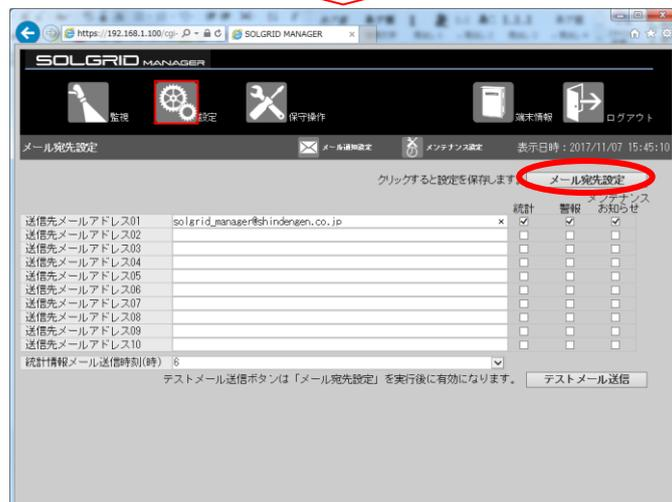 https://192.168.1.100/cgi-
SOLGRID MANAGER
SOLGRID MANAGER
監視
設定
保守操作
端末情報
ログアウト
メール宛先設定
メール通知設定
メンテナンス設定
表示日時：2017/11/07 15:45:10
クリックすると設定を保存します。
メール宛先設定
統計
警報
メンテナンス
お知らせ
送信先メールアドレス01 solgrid_manager@shindengen.co.jp
送信先メールアドレス02
送信先メールアドレス03
送信先メールアドレス04
送信先メールアドレス05
送信先メールアドレス06
送信先メールアドレス07
送信先メールアドレス08
送信先メールアドレス09
送信先メールアドレス10
統計情報メール送信時刻(時) 6
テストメール送信ボタンは「メール宛先設定」を実行後に有効になります。 テストメール送信